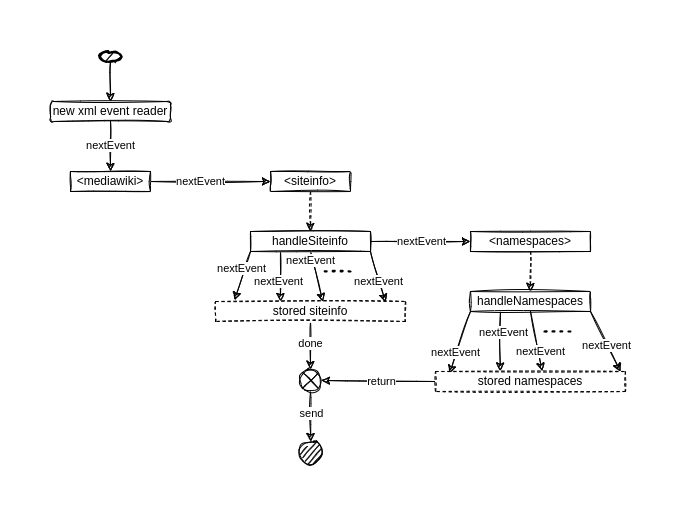 new xml event reader
nextEvent
<mediawiki>
nextEvent
<siteinfo>
handleSiteinfo
nextEvent
<namespaces>
nextEvent
nextEvent
nextEvent
nextEvent
stored siteinfo
handleNamespaces
nextEvent
nextEvent
nextEvent
nextEvent
stored namespaces
done
return
send